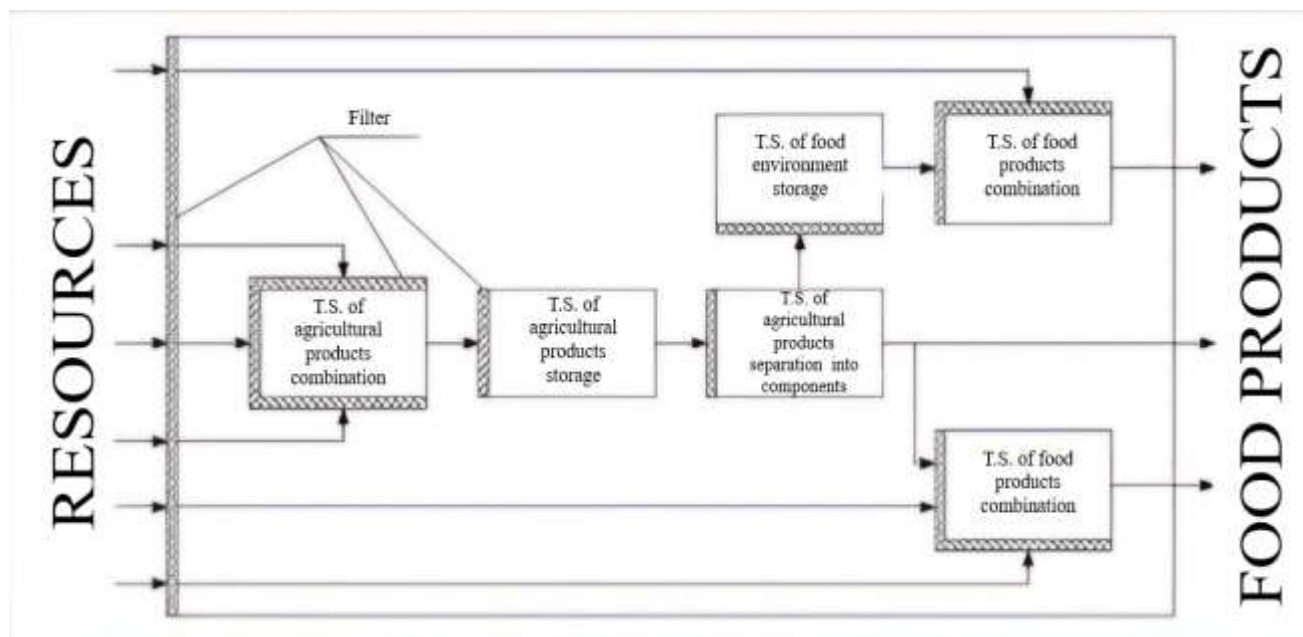 RESOURCES
Filter
T.S. of
agricultural
products
combination
T.S. of
agricultural
products
storage
T.S. of
agricultural
products
separation into
components
T.S. of food
environment
storage
T.S. of food
products
combination
T.S. of food
products
combination
FOOD PRODUCTS